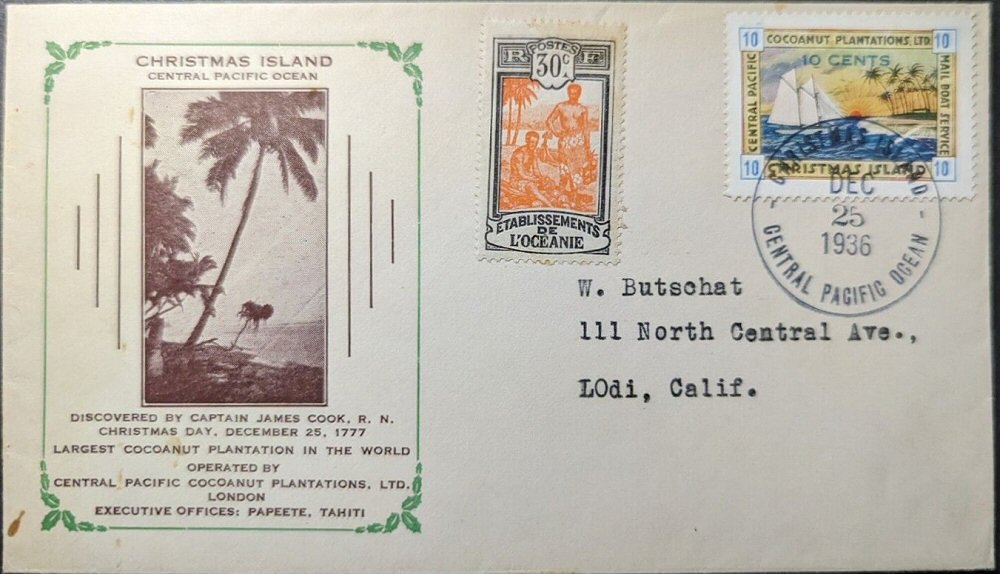 CHRISTMAS ISLAND
CENTRAL PACIFIC OCEAN
DISCOVERED BY CAPTAIN JAMES COOK, R. N.
CHRISTMAS DAY, DECEMBER 25, 1777
LARGEST COCOANUT PLANTATION IN THE WORLD
OPERATED BY
CENTRAL PACIFIC COCOANUT PLANTATIONS, LTD.
LONDON
EXECUTIVE OFFICES: PAPEETE, TAHITI
POSTES
R F
30 C
ETABLISSEMENTS
DE
L'OCEANIE
10 COCOANUT PLANTATIONS, LTD. 10
10 CENTS
CENTRAL PACIFIC
MAIL BOAT SERVICE
10 CHRISTMAS ISLAND 10
CHRISTMAS ISLAND
DEC
25
1936
CENTRAL PACIFIC OCEAN
W. Butschat
111 North Central Ave.,
LOdi, Calif.